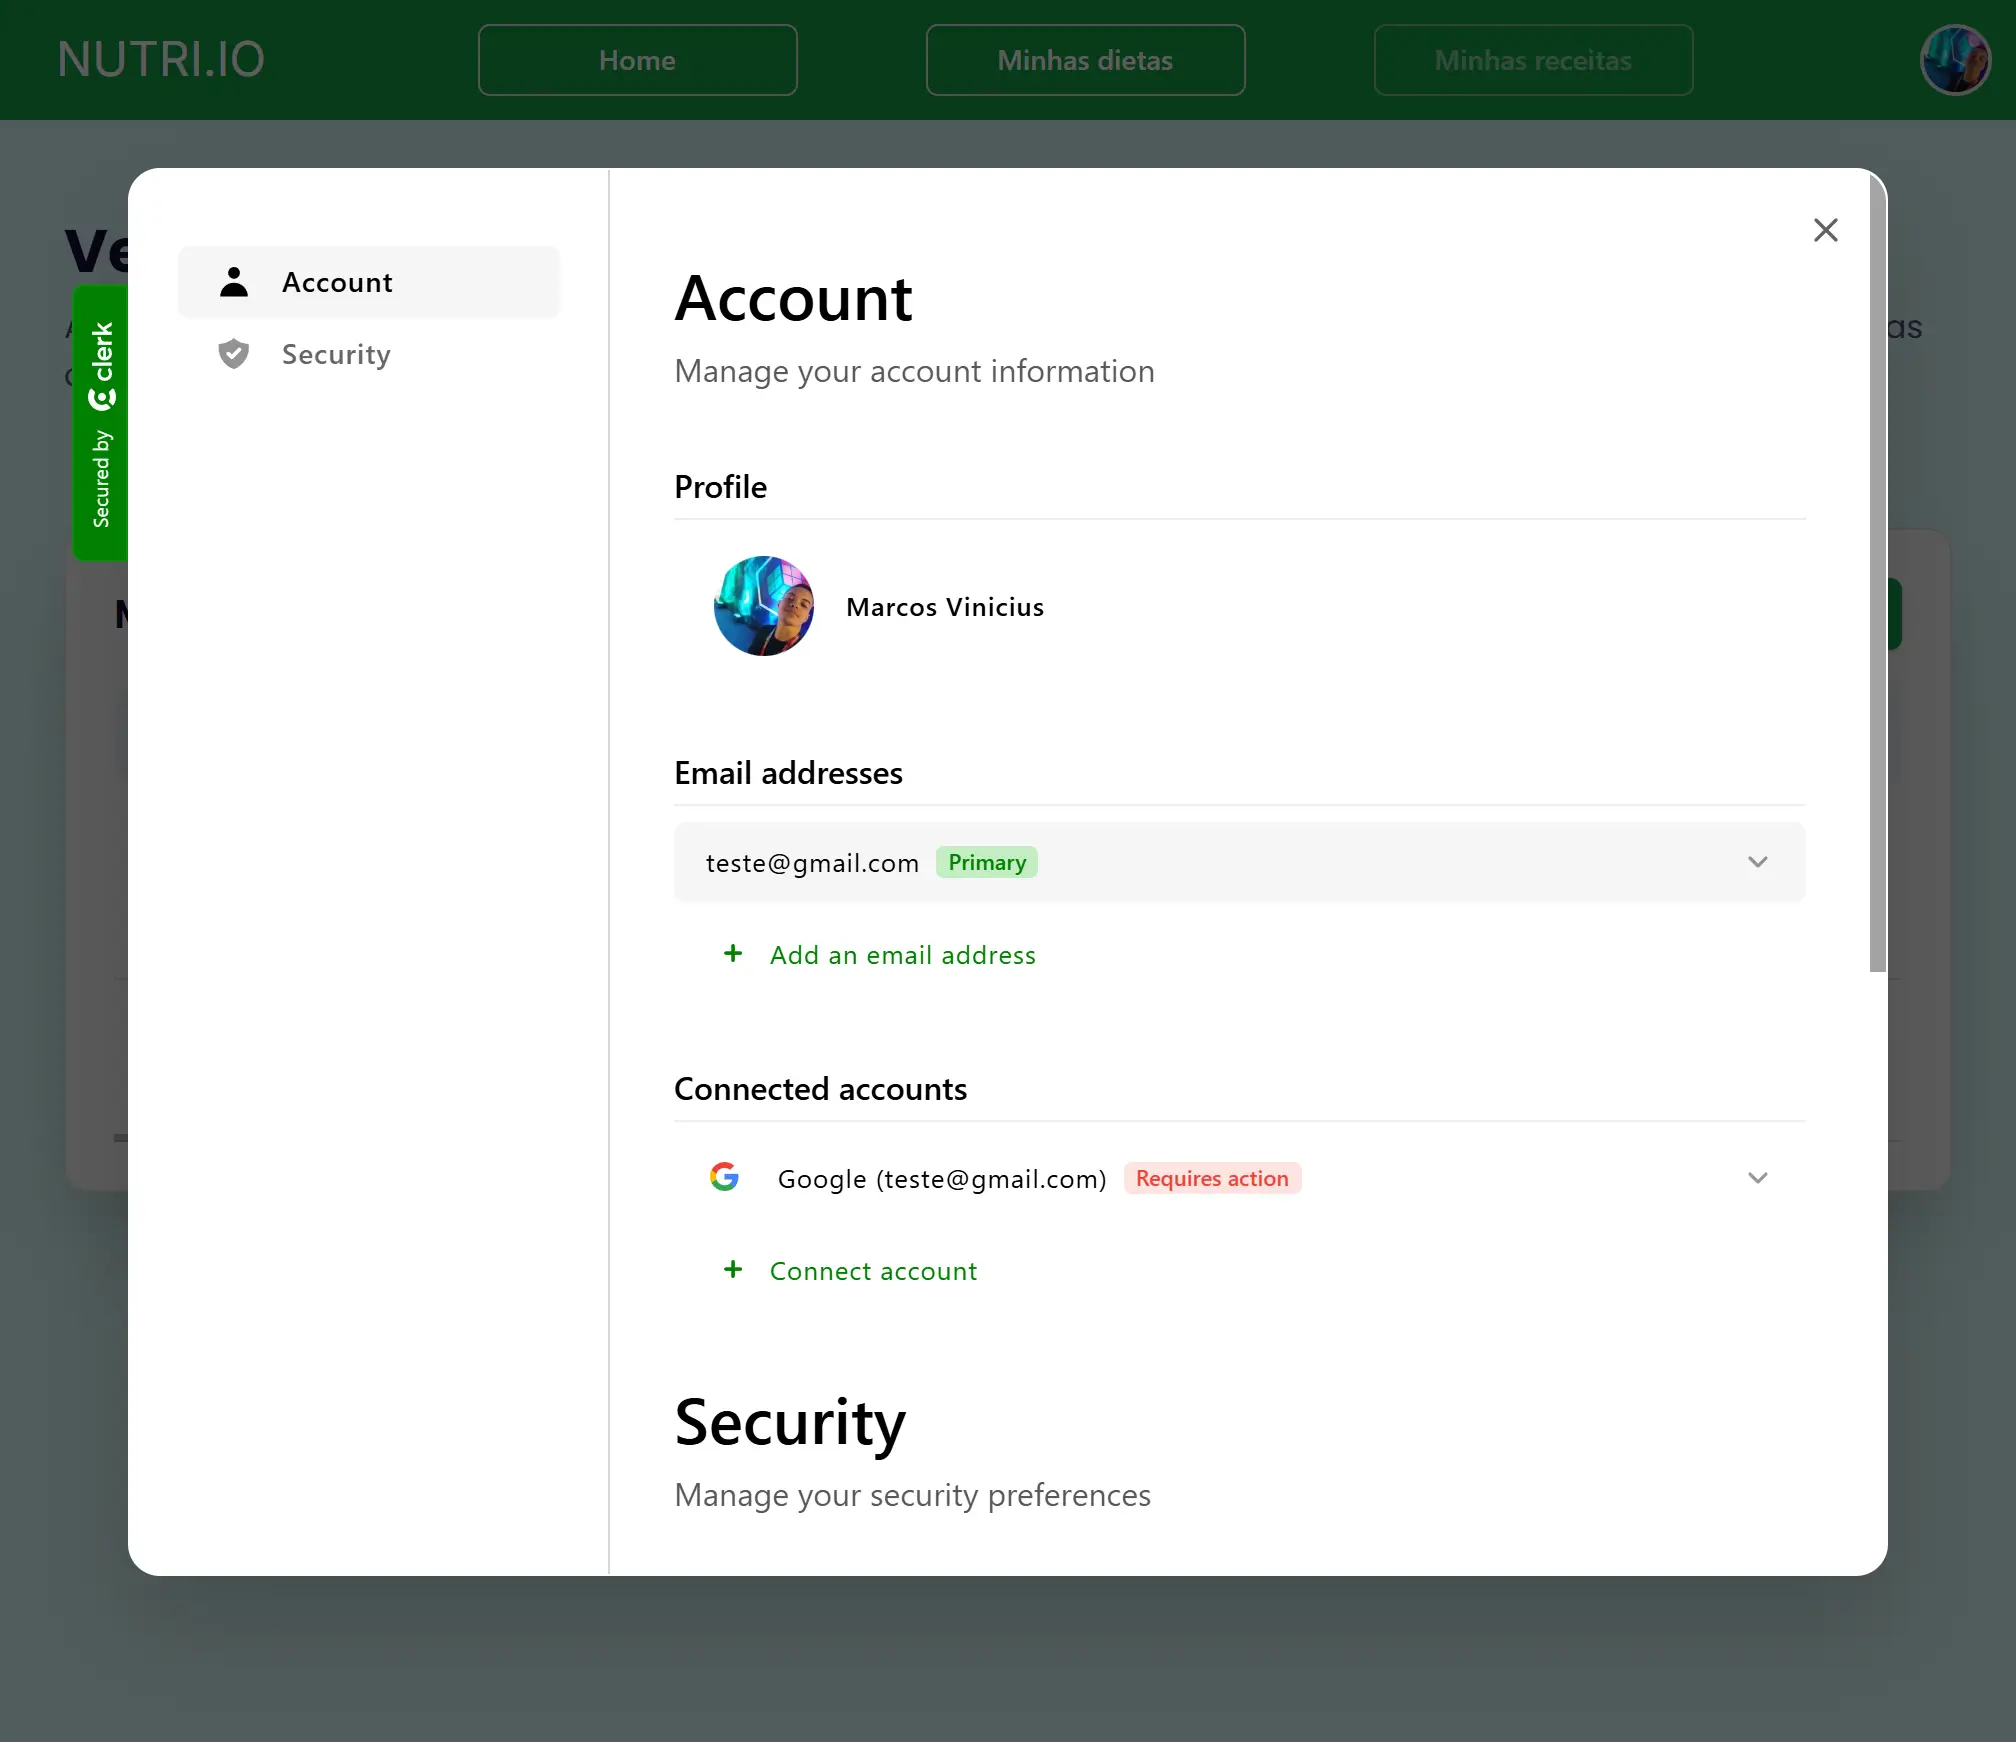 NUTRI.IO
Home
Minhas dietas
Minhas receitas
as
Secured by clerk
Account
Security
Account
Manage your account information
Profile
Marcos Vinicius
Email addresses
teste@gmail.com Primary
+ Add an email address
Connected accounts
Google (teste@gmail.com) Requires action
+ Connect account
Security
Manage your security preferences